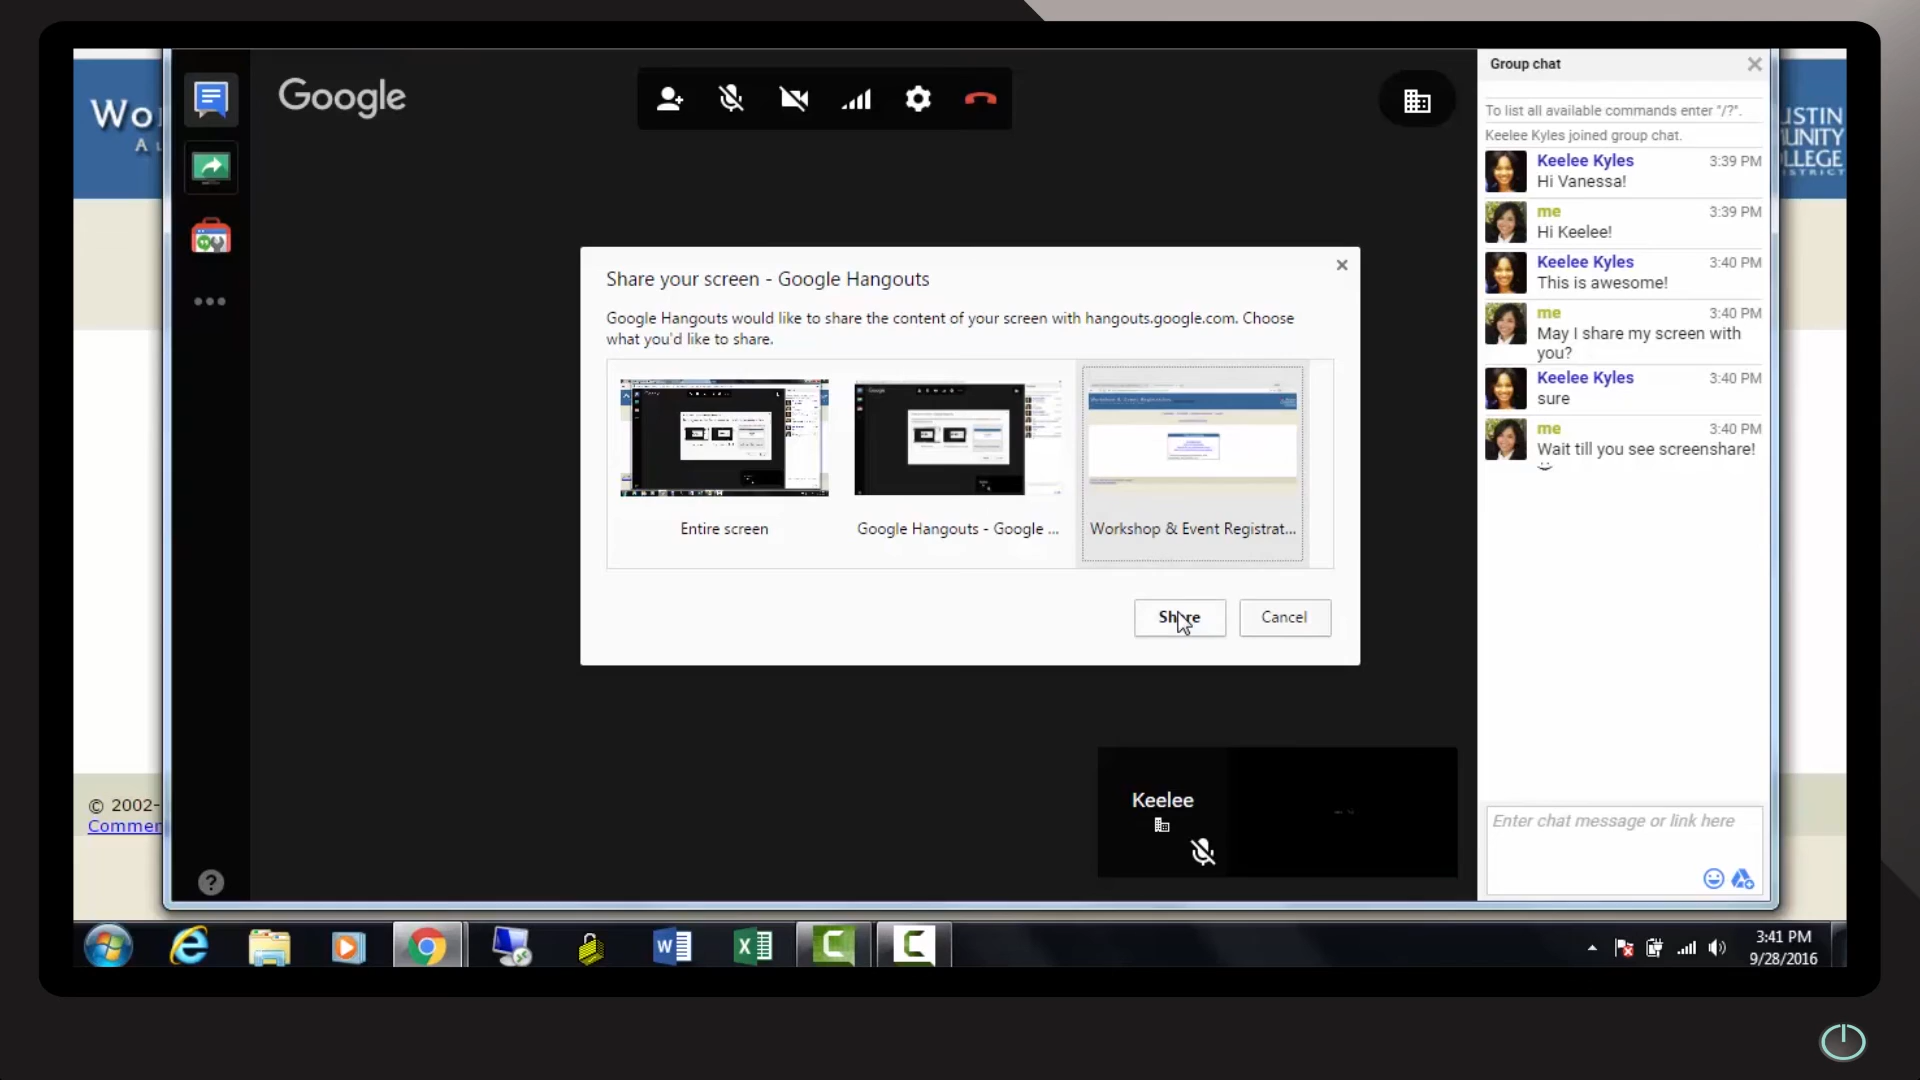 Wo
A
USTIN
UNITY
LLEGE
STRICT
Google
Group chat
To list all available commands enter "/?".
Keelee Kyles joined group chat.
Keelee Kyles 3:39 PM
Hi Vanessa!
me 3:39 PM
Hi Keelee!
Keelee Kyles 3:40 PM
This is awesome!
me 3:40 PM
May I share my screen with
you?
Keelee Kyles 3:40 PM
sure
me 3:40 PM
Wait till you see screenshare!
Share your screen - Google Hangouts
Google Hangouts would like to share the content of your screen with hangouts.google.com. Choose
what you'd like to share.
Entire screen
Google Hangouts - Google ...
Workshop & Event Registrat...
Share
Cancel
Keelee
Enter chat message or link here
© 2002-
Commen
3:41 PM
9/28/2016